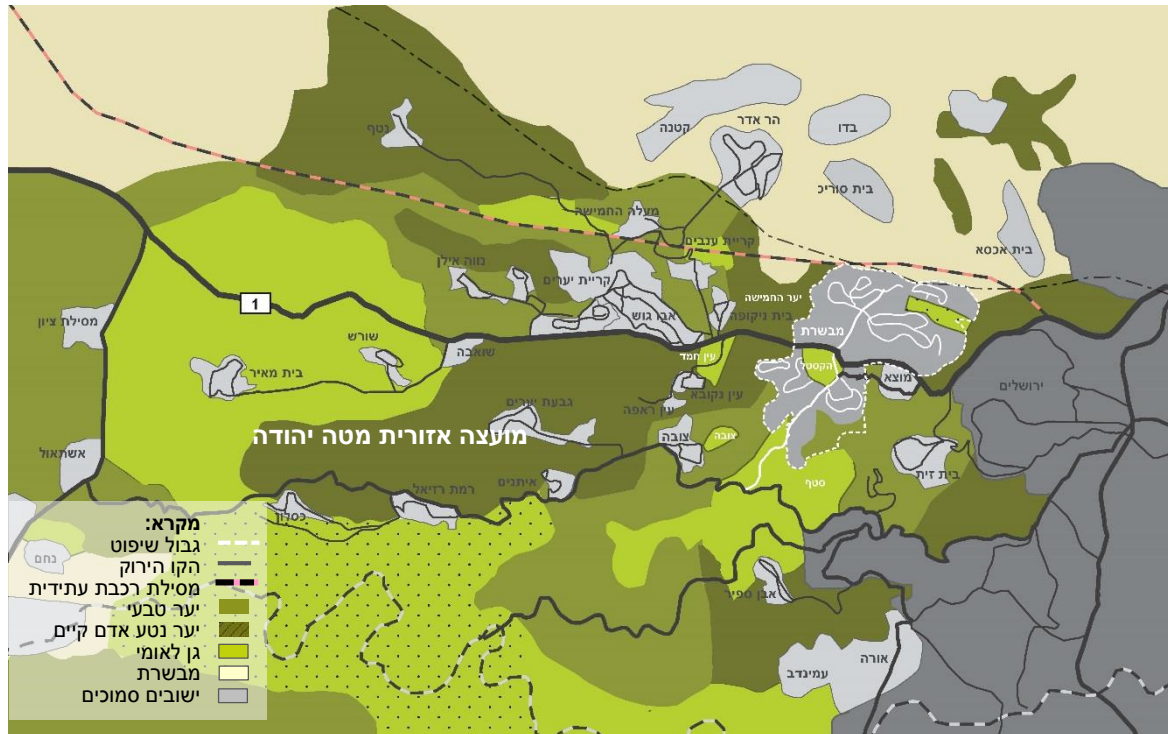 נטף
קטנה
הר אדר
בדו
בית סוריכ
בית אכסא
מעלה החמישה
קריית ענבים
נווה אילן
קריית יערים
אבו גוש
בית ניקופה
יער החמישה
מבשרת
הקסטל
מוצא
ירושלים
1
מסילת ציון
שורש
שואבה
בית מאיר
עין חמד
עין נקובא
עין ראפה
גבעת יערים
מועצה אזורית מטה יהודה
צובה
צובה
בית זית
סטף
אשתאול
איתנים
רמת רזיאל
כסלון
אבן ספיר
אורה
עמינדב
נחם
מקרא:
גבול שיפוט
הקו הירוק
מסילת רכבת עתידית
יער טבעי
יער נטע אדם קיים
גן לאומי
מבשרת
ישובים סמוכים